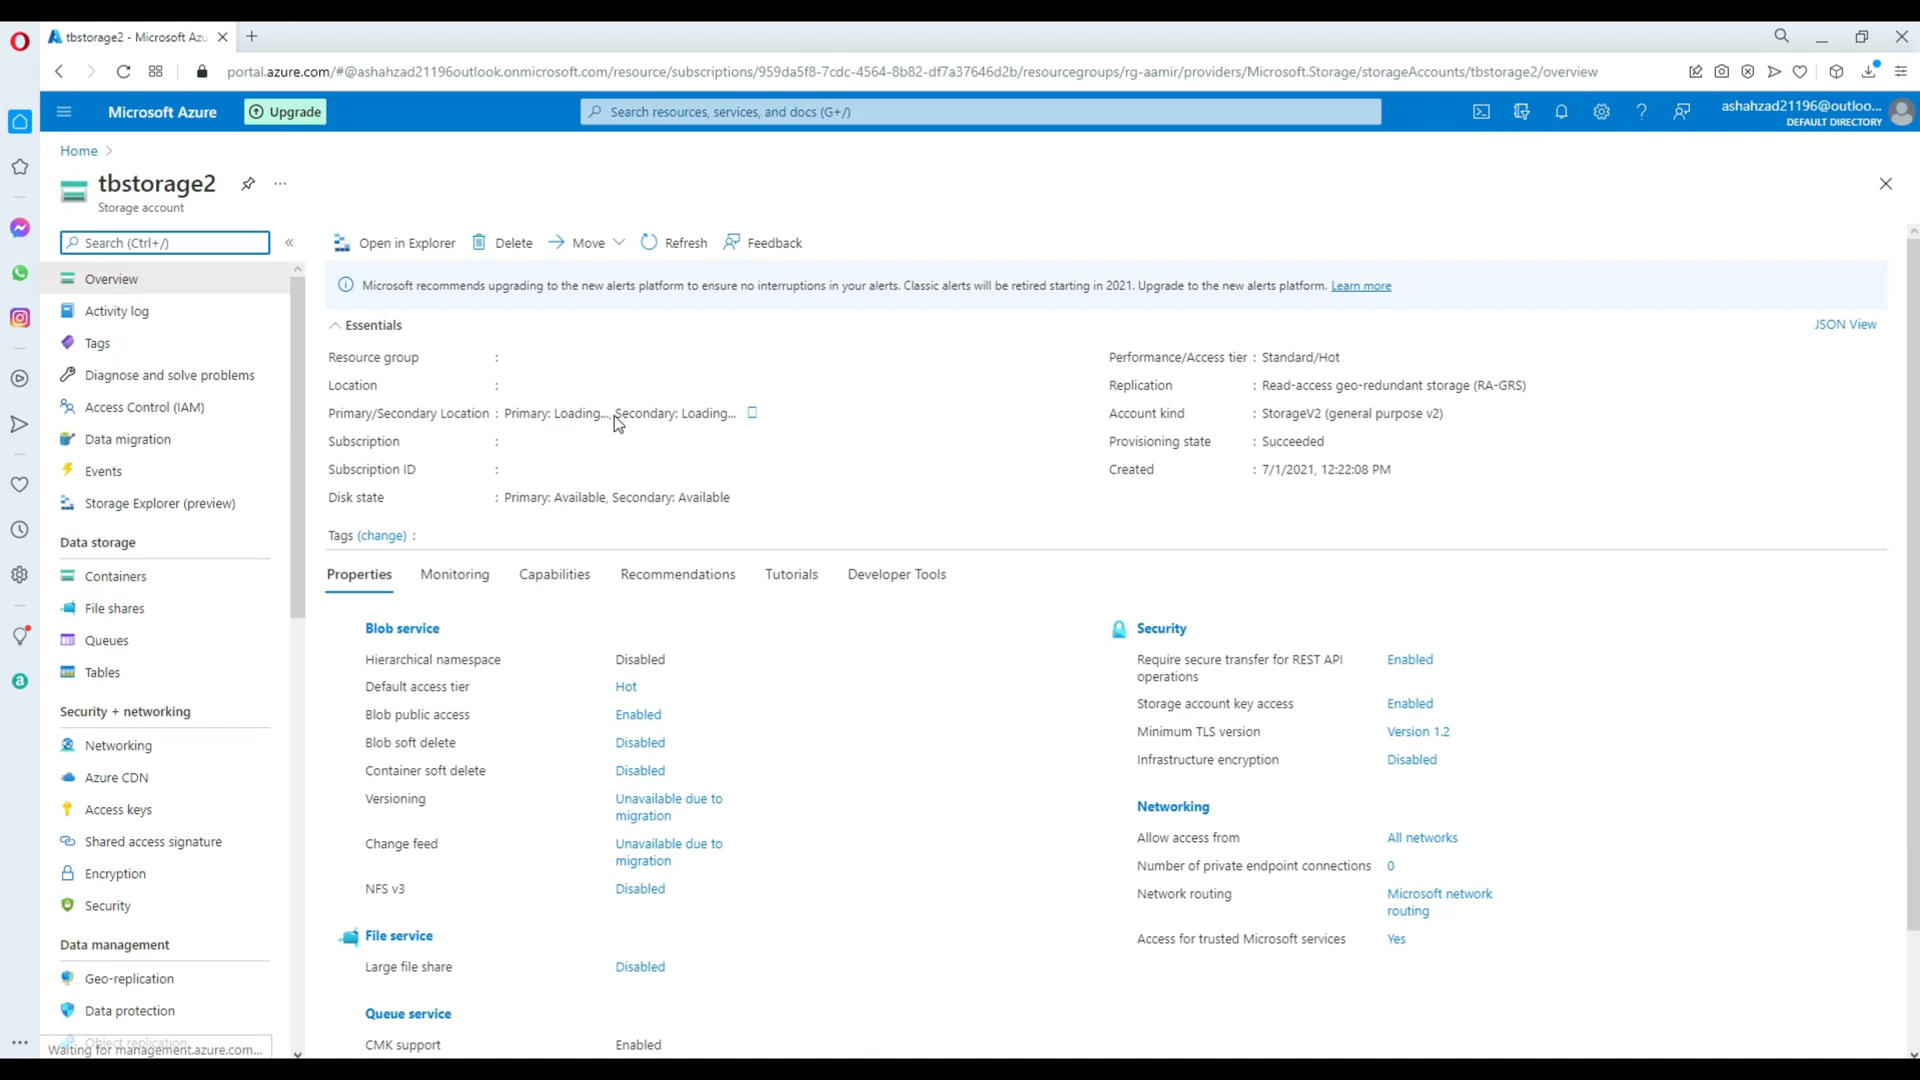 tbstorage2 - Microsoft Azu
portal.azure.com/#@ashahzad21196outlook.onmicrosoft.com/resource/subscriptions/959da5f8-7cdc-4564-8b82-df7a37646d2b/resourcegroups/rg-aamir/providers/Microsoft.Storage/storageAccounts/tbstorage2/overview
Microsoft Azure
Upgrade
Search resources, services, and docs (G+/)
ashahzad21196@outloo...
DEFAULT DIRECTORY
Home
tbstorage2
Storage account
Search (Ctrl+/)
Overview
Activity log
Tags
Diagnose and solve problems
Access Control (IAM)
Data migration
Events
Storage Explorer (preview)
Data storage
Containers
File shares
Queues
Tables
Security + networking
Networking
Azure CDN
Access keys
Shared access signature
Encryption
Security
Data management
Geo-replication
Data protection
Object replication
Waiting for management.azure.com...
Open in Explorer
Delete
Move
Refresh
Feedback
Microsoft recommends upgrading to the new alerts platform to ensure no interruptions in your alerts. Classic alerts will be retired starting in 2021. Upgrade to the new alerts platform. Learn more
Essentials
JSON View
Resource group :
Location :
Primary/Secondary Location : Primary: Loading..., Secondary: Loading...
Subscription :
Subscription ID :
Disk state : Primary: Available, Secondary: Available
Performance/Access tier : Standard/Hot
Replication : Read-access geo-redundant storage (RA-GRS)
Account kind : StorageV2 (general purpose v2)
Provisioning state : Succeeded
Created : 7/1/2021, 12:22:08 PM
Tags (change) :
Properties
Monitoring
Capabilities
Recommendations
Tutorials
Developer Tools
Blob service
Hierarchical namespace Disabled
Default access tier Hot
Blob public access Enabled
Blob soft delete Disabled
Container soft delete Disabled
Versioning Unavailable due to
migration
Change feed Unavailable due to
migration
NFS v3 Disabled
File service
Large file share Disabled
Queue service
CMK support Enabled
Security
Require secure transfer for REST API Enabled
operations
Storage account key access Enabled
Minimum TLS version Version 1.2
Infrastructure encryption Disabled
Networking
Allow access from All networks
Number of private endpoint connections 0
Network routing Microsoft network
routing
Access for trusted Microsoft services Yes